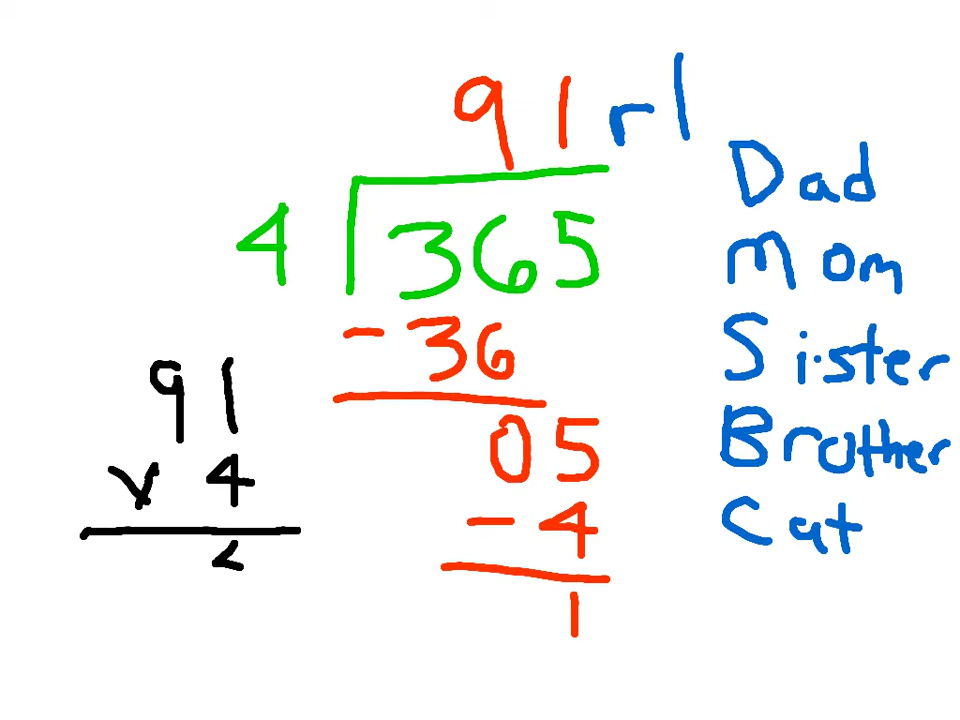 91 r1
4 365
-36
05
-4
1
91
x 4
Dad
Mom
Sister
Brother
Cat